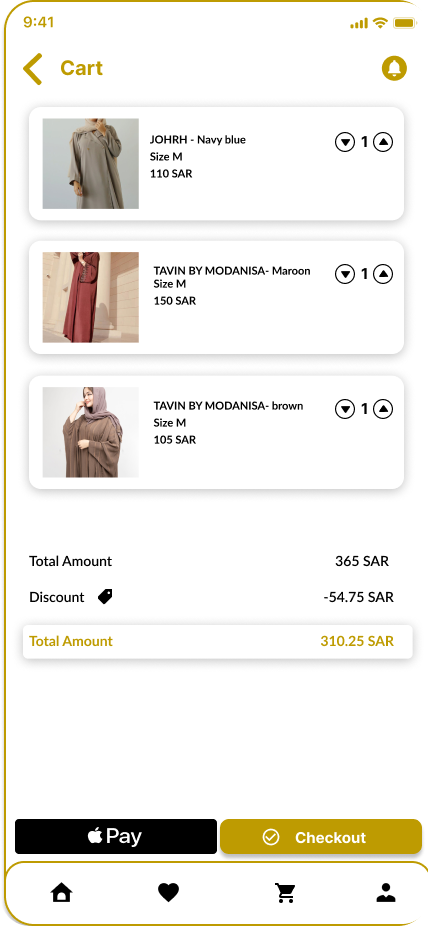 9:41
Cart
JOHRH - Navy blue
Size M
110 SAR
1
TAVIN BY MODANISA- Maroon
Size M
150 SAR
1
TAVIN BY MODANISA- brown
Size M
105 SAR
1
Total Amount 365 SAR
Discount -54.75 SAR
Total Amount 310.25 SAR
Pay
Checkout